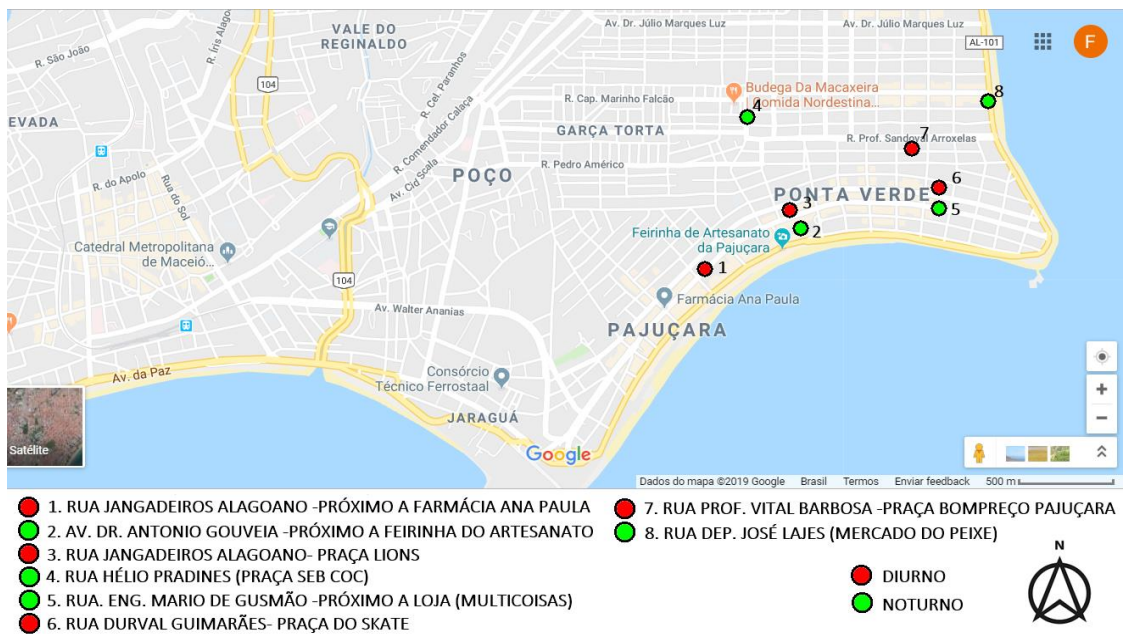 VALE DO
REGINALDO
Av. Dr. Júlio Marques Luz
Av. Dr. Júlio Marques Luz
R. São João
R. Íris Alagoa
AL-101
F
104
R. Cel. Paranhos
R. Comendador Calaça
Av. Cid Scala
Budega Da Macaxeira
Comida Nordestina...
R. Cap. Marinho Falcão
4
8
EVADA
GARÇA TORTA
7
R. Prof. Sandoval Arroxelas
R. Pedro Américo
R. do Apolo
Rua do Sol
POÇO
6
PONTA VERDE
3
5
Feirinha de Artesanato
da Pajuçara
2
Catedral Metropolitana
de Maceió...
1
104
Farmácia Ana Paula
Av. Walter Ananias
PAJUÇARA
Av. da Paz
Consórcio
Técnico Ferrostaal
JARAGUÁ
Satélite
Google
Dados do mapa ©2019 Google Brasil Termos Enviar feedback 500 m
1. RUA JANGADEIROS ALAGOANO -PRÓXIMO A FARMÁCIA ANA PAULA
2. AV. DR. ANTONIO GOUVEIA -PRÓXIMO A FEIRINHA DO ARTESANATO
3. RUA JANGADEIROS ALAGOANO- PRAÇA LIONS
4. RUA HÉLIO PRADINES (PRAÇA SEB COC)
5. RUA. ENG. MARIO DE GUSMÃO -PRÓXIMO A LOJA (MULTICOISAS)
6. RUA DURVAL GUIMARÃES- PRAÇA DO SKATE
7. RUA PROF. VITAL BARBOSA -PRAÇA BOMPREÇO PAJUÇARA
8. RUA DEP. JOSÉ LAJES (MERCADO DO PEIXE)
DIURNO
NOTURNO
N